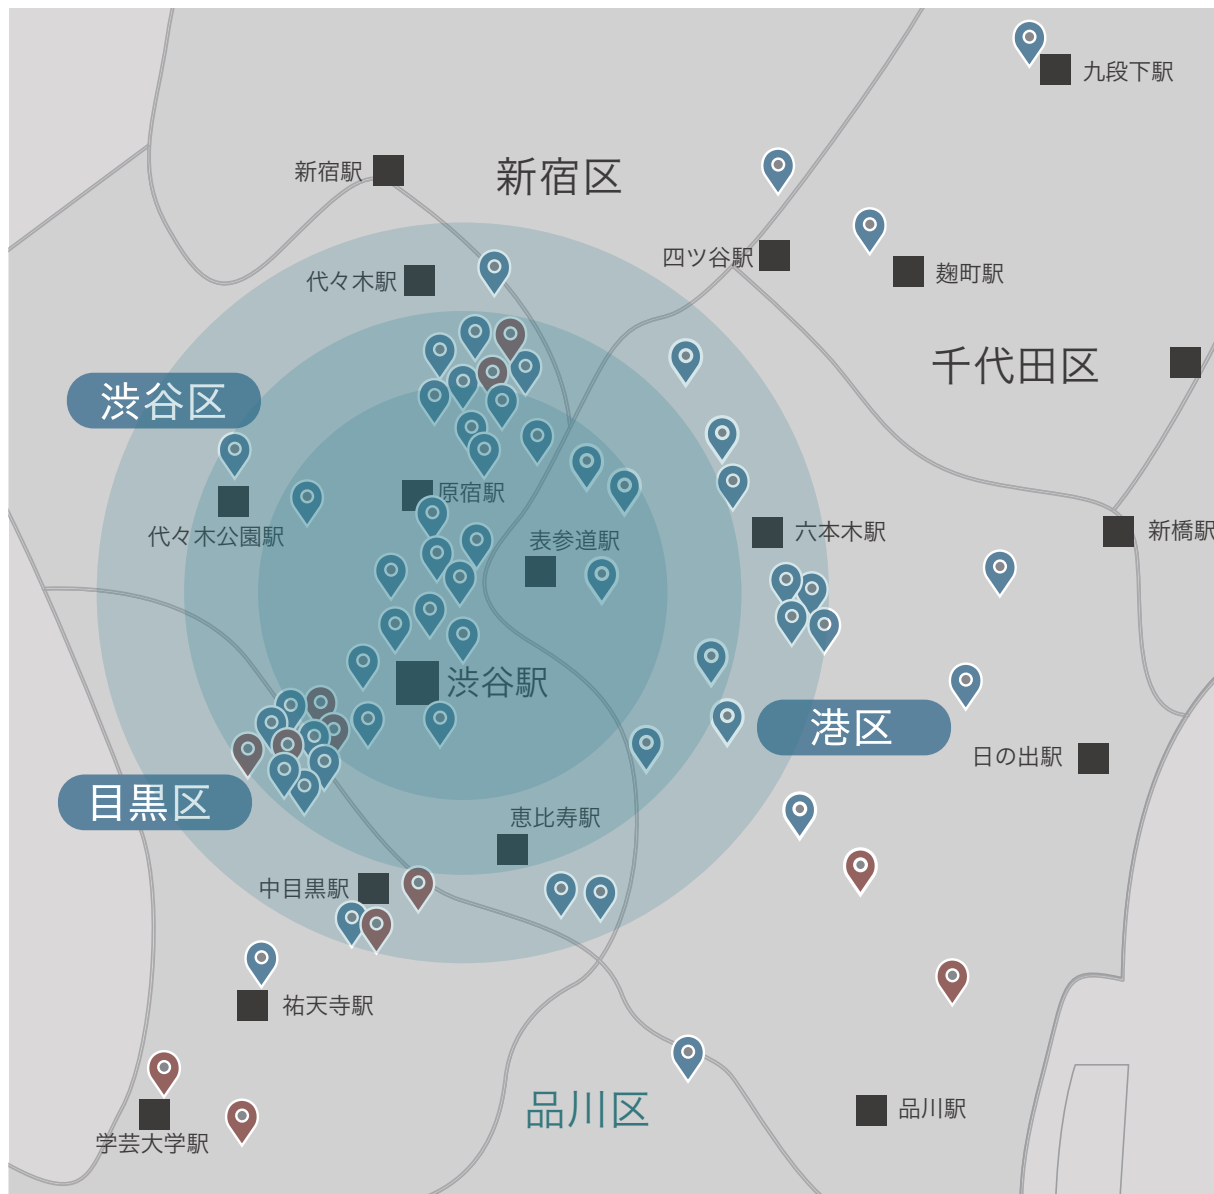 九段下駅
新宿駅
新宿区
四ツ谷駅
麹町駅
代々木駅
千代田区
渋谷区
原宿駅
代々木公園駅
表参道駅
六本木駅
新橋駅
渋谷駅
港区
日の出駅
目黒区
恵比寿駅
中目黒駅
祐天寺駅
品川区
品川駅
学芸大学駅